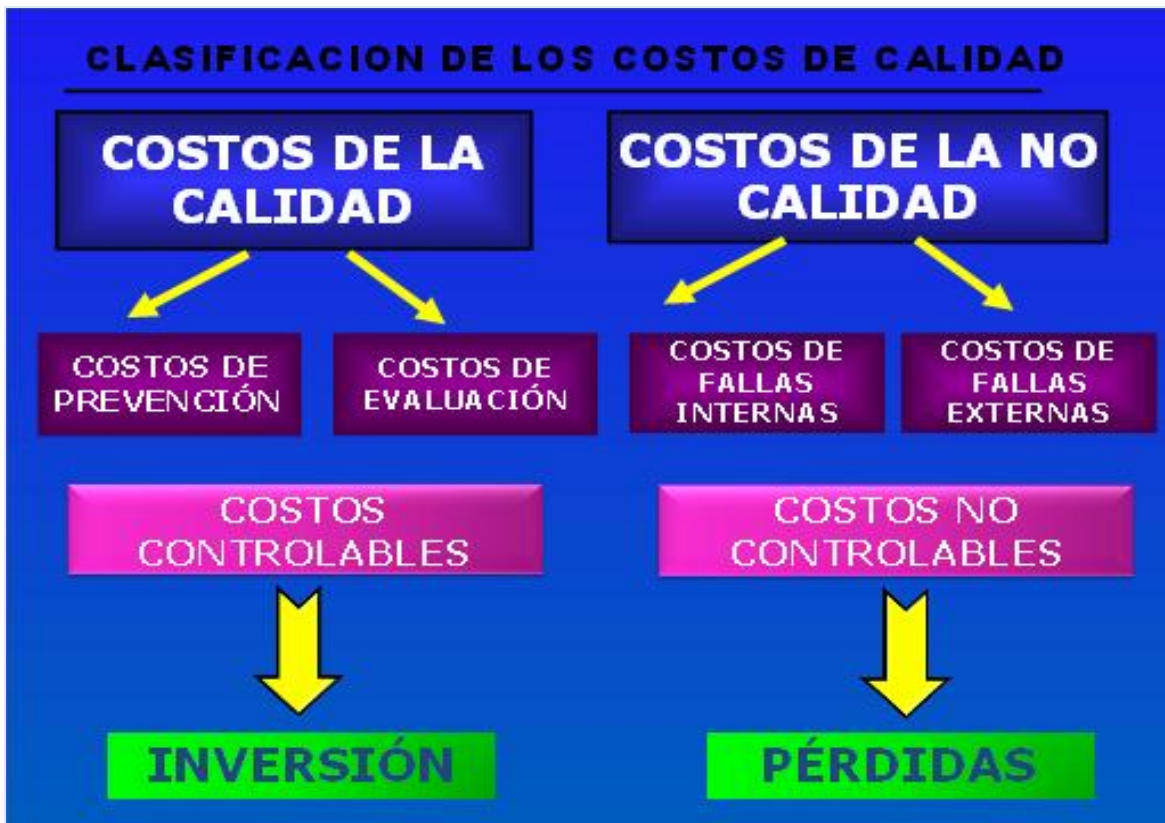 CLASIFICACION DE LOS COSTOS DE CALIDAD
COSTOS DE LA
CALIDAD
COSTOS DE LA NO
CALIDAD
COSTOS DE
PREVENCIÓN
COSTOS DE
EVALUACIÓN
COSTOS DE
FALLAS
INTERNAS
COSTOS DE
FALLAS
EXTERNAS
COSTOS
CONTROLABLES
COSTOS NO
CONTROLABLES
INVERSIÓN
PÉRDIDAS